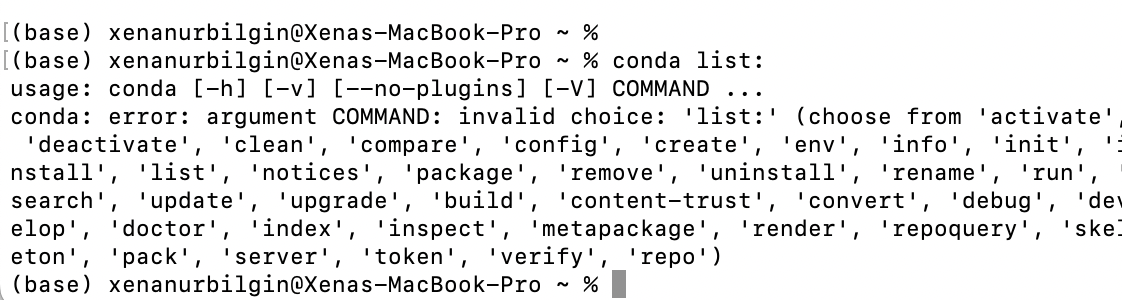 [(base) xenanurbilgin@Xenas-MacBook-Pro ~ %
[(base) xenanurbilgin@Xenas-MacBook-Pro ~ % conda list:
usage: conda [-h] [-v] [--no-plugins] [-V] COMMAND ...
conda: error: argument COMMAND: invalid choice: 'list:' (choose from 'activate',
'deactivate', 'clean', 'compare', 'config', 'create', 'env', 'info', 'init', 'i
nstall', 'list', 'notices', 'package', 'remove', 'uninstall', 'rename', 'run', '
search', 'update', 'upgrade', 'build', 'content-trust', 'convert', 'debug', 'dev
elop', 'doctor', 'index', 'inspect', 'metapackage', 'render', 'repoquery', 'skel
eton', 'pack', 'server', 'token', 'verify', 'repo')
(base) xenanurbilgin@Xenas-MacBook-Pro ~ %